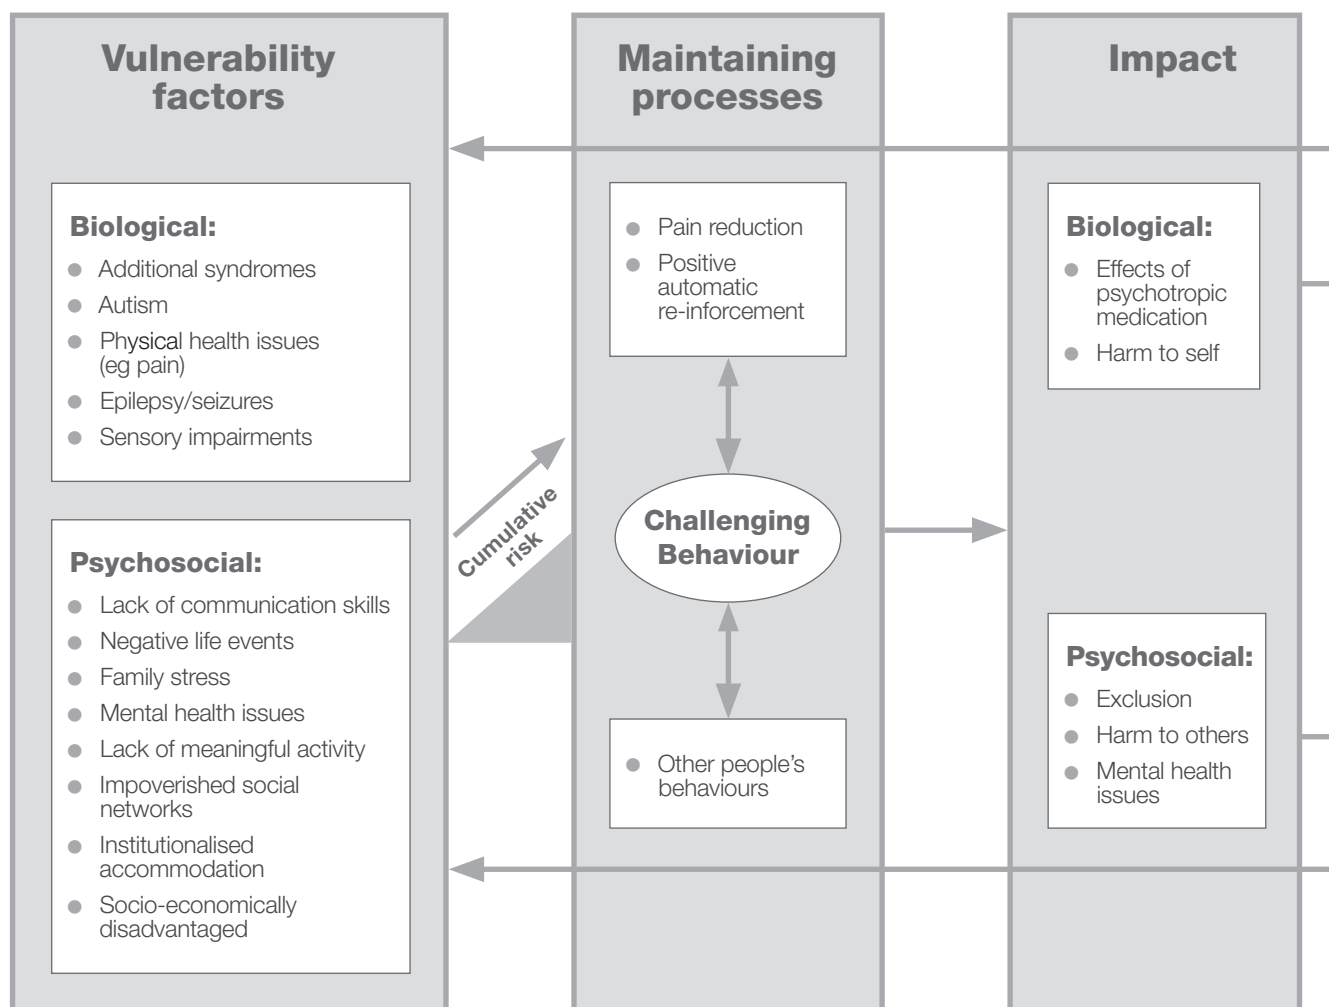 Vulnerability
factors
Biological:
Additional syndromes
Autism
Physical health issues
(eg pain)
Epilepsy/seizures
Sensory impairments
Psychosocial:
Lack of communication skills
Negative life events
Family stress
Mental health issues
Lack of meaningful activity
Impoverished social
networks
Institutionalised
accommodation
Socio-economically
disadvantaged
Cumulative
risk
Maintaining
processes
Pain reduction
Positive
automatic
re-inforcement
Challenging
Behaviour
Other people's
behaviours
Impact
Biological:
Effects of
psychotropic
medication
Harm to self
Psychosocial:
Exclusion
Harm to others
Mental health
issues